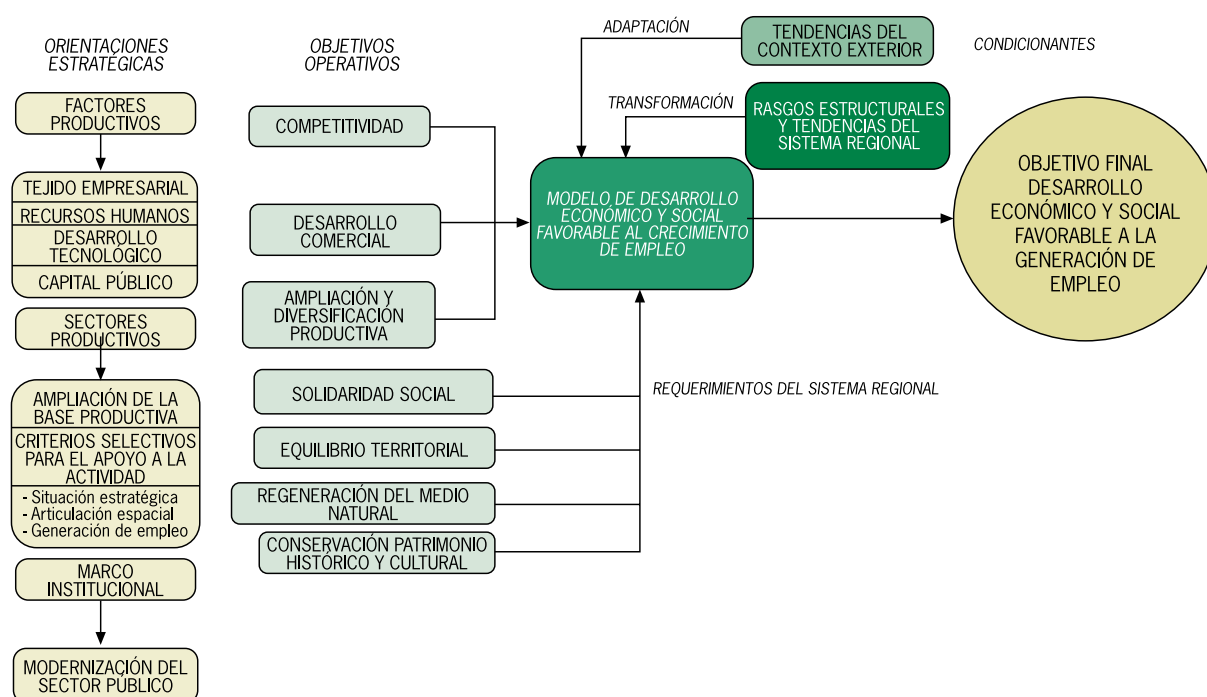 ORIENTACIONES
ESTRATÉGICAS
FACTORES
PRODUCTIVOS
TEJIDO EMPRESARIAL
RECURSOS HUMANOS
DESARROLLO
TECNOLÓGICO
CAPITAL PÚBLICO
SECTORES
PRODUCTIVOS
AMPLIACIÓN DE LA
BASE PRODUCTIVA
CRITERIOS SELECTIVOS
PARA EL APOYO A LA
ACTIVIDAD
- Situación estratégica
- Articulación espacial
- Generación de empleo
MARCO
INSTITUCIONAL
MODERNIZACIÓN DEL
SECTOR PÚBLICO
OBJETIVOS
OPERATIVOS
COMPETITIVIDAD
DESARROLLO
COMERCIAL
AMPLIACIÓN Y
DIVERSIFICACIÓN
PRODUCTIVA
SOLIDARIDAD SOCIAL
EQUILIBRIO TERRITORIAL
REGENERACIÓN DEL MEDIO
NATURAL
CONSERVACIÓN PATRIMONIO
HISTÓRICO Y CULTURAL
ADAPTACIÓN
TENDENCIAS DEL
CONTEXTO EXTERIOR
CONDICIONANTES
TRANSFORMACIÓN
RASGOS ESTRUCTURALES
Y TENDENCIAS DEL
SISTEMA REGIONAL
MODELO DE DESARROLLO
ECONÓMICO Y SOCIAL
FAVORABLE AL CRECIMIENTO
DE EMPLEO
REQUERIMIENTOS DEL SISTEMA REGIONAL
OBJETIVO FINAL
DESARROLLO
ECONÓMICO Y SOCIAL
FAVORABLE A LA
GENERACIÓN DE
EMPLEO